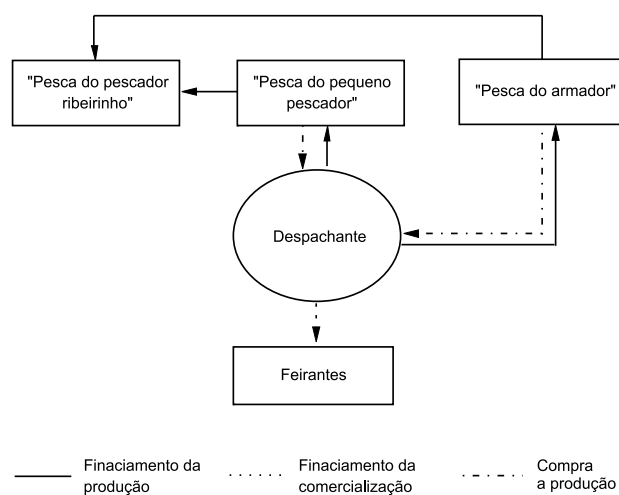 "Pesca do pescador
ribeirinho"
"Pesca do pequeno
pescador"
"Pesca do armador"
Despachante
Feirantes
Finaciamento da
produção
Finaciamento da
comercialização
Compra
a produção